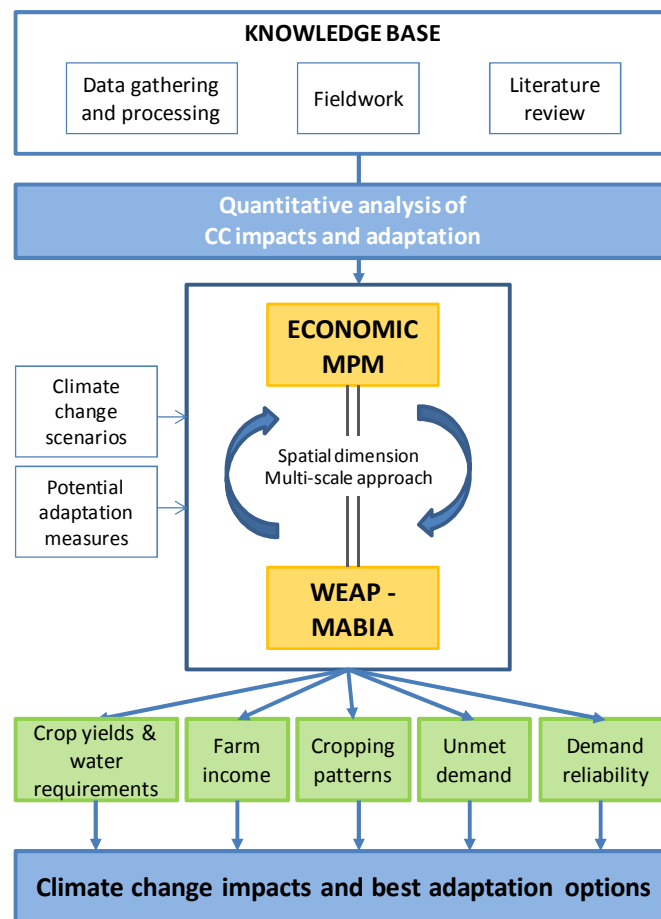 KNOWLEDGE BASE
Data gathering
and processing
Fieldwork
Literature
review
Quantitative analysis of
CC impacts and adaptation
ECONOMIC
MPM
Climate
change
scenarios
Spatial dimension
Multi-scale approach
Potential
adaptation
measures
WEAP -
MABIA
Crop yields &
water
requirements
Farm
income
Cropping
patterns
Unmet
demand
Demand
reliability
Climate change impacts and best adaptation options